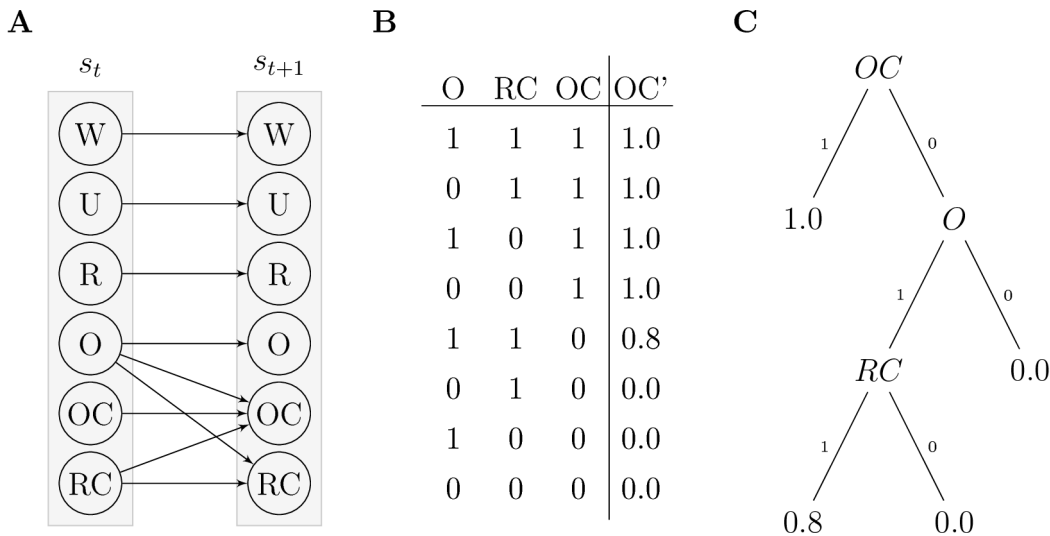 A
s_t s_{t+1}
W W
U U
R R
O O
OC OC
RC RC
B
O RC OC OC'
1 1 1 1.0
0 1 1 1.0
1 0 1 1.0
0 0 1 1.0
1 1 0 0.8
0 1 0 0.0
1 0 0 0.0
0 0 0 0.0
C
OC
1 0
1.0 O
1 0
RC 0.0
1 0
0.8 0.0